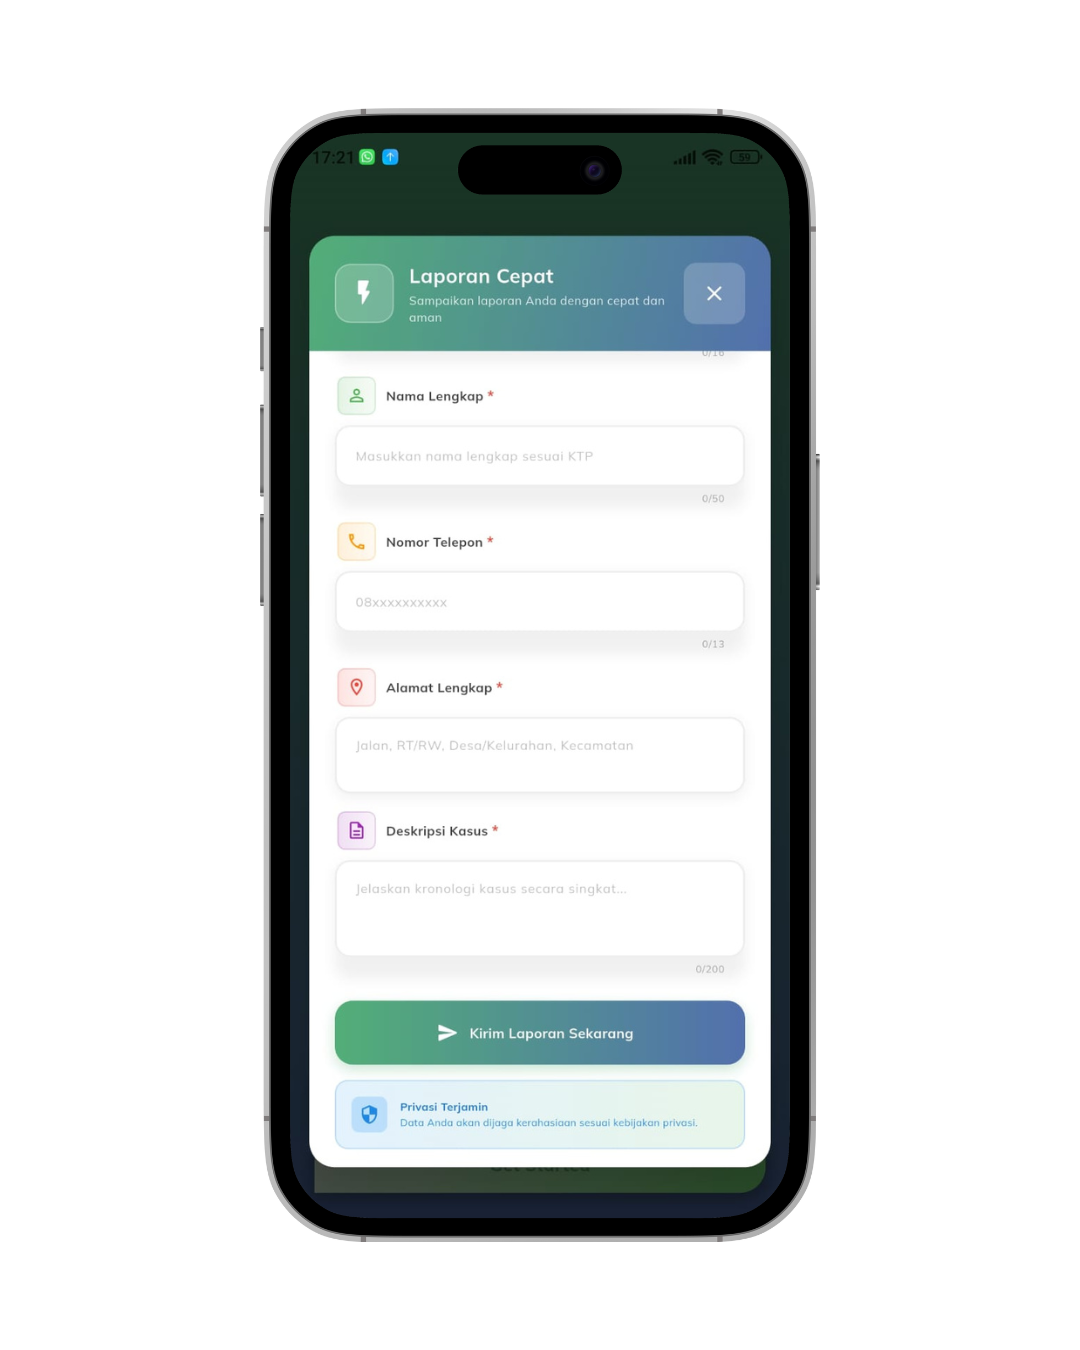 17:21
59
Laporan Cepat
Sampaikan laporan Anda dengan cepat dan
aman
0/16
Nama Lengkap *
Masukkan nama lengkap sesuai KTP
0/50
Nomor Telepon *
08xxxxxxxxxx
0/13
Alamat Lengkap *
Jalan, RT/RW, Desa/Kelurahan, Kecamatan
Deskripsi Kasus *
Jelaskan kronologi kasus secara singkat...
0/200
Kirim Laporan Sekarang
Privasi Terjamin
Data Anda akan dijaga kerahasiaan sesuai kebijakan privasi.
Get Started